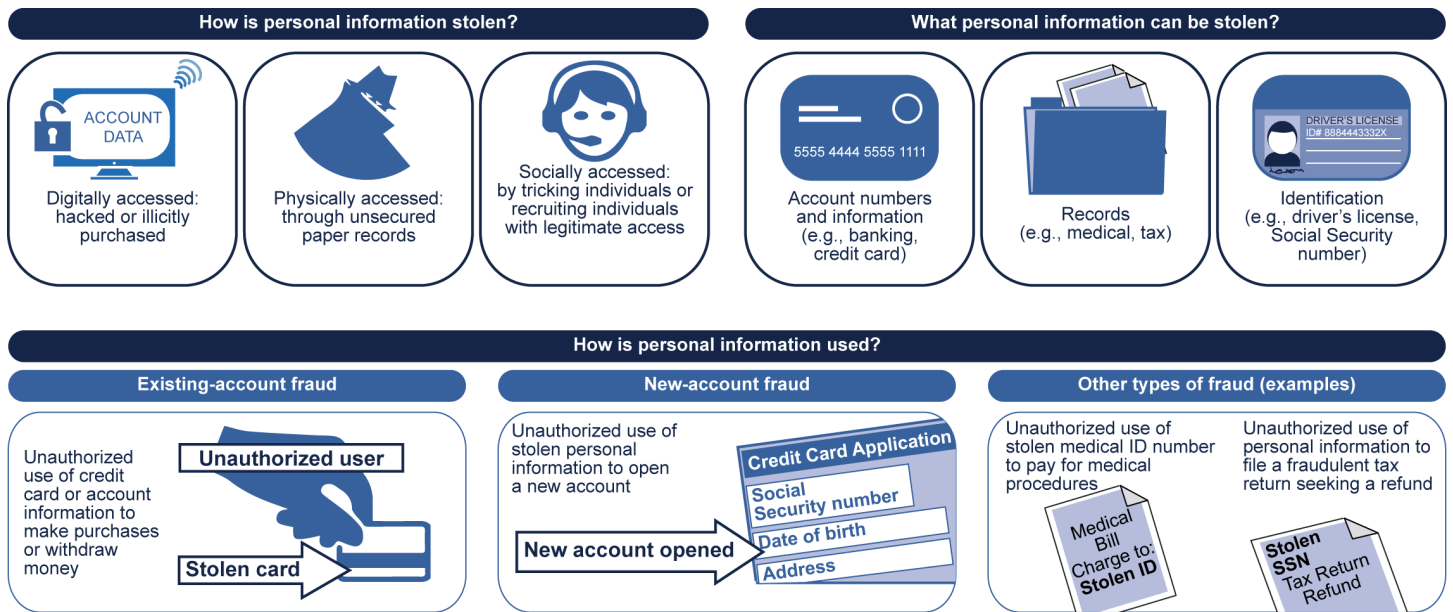 How is personal information stolen?
ACCOUNT
DATA
Digitally accessed:
hacked or illicitly
purchased
Physically accessed:
through unsecured
paper records
Socially accessed:
by tricking individuals or
recruiting individuals
with legitimate access
What personal information can be stolen?
5555 4444 5555 1111
Account numbers
and information
(e.g., banking,
credit card)
Records
(e.g., medical, tax)
DRIVER'S LICENSE
ID# 8884443332X
Identification
(e.g., driver's license,
Social Security
number)
How is personal information used?
Existing-account fraud
Unauthorized
use of credit
card or account
information to
make purchases
or withdraw
money
Unauthorized user
Stolen card
New-account fraud
Unauthorized use of
stolen personal
information to open
a new account
New account opened
Credit Card Application
Social
Security number
Date of birth
Address
Other types of fraud (examples)
Unauthorized use of
stolen medical ID number
to pay for medical
procedures
Medical
Bill
Charge to:
Stolen ID
Unauthorized use of
personal information to
file a fraudulent tax
return seeking a refund
Stolen
SSN
Tax Return
Refund